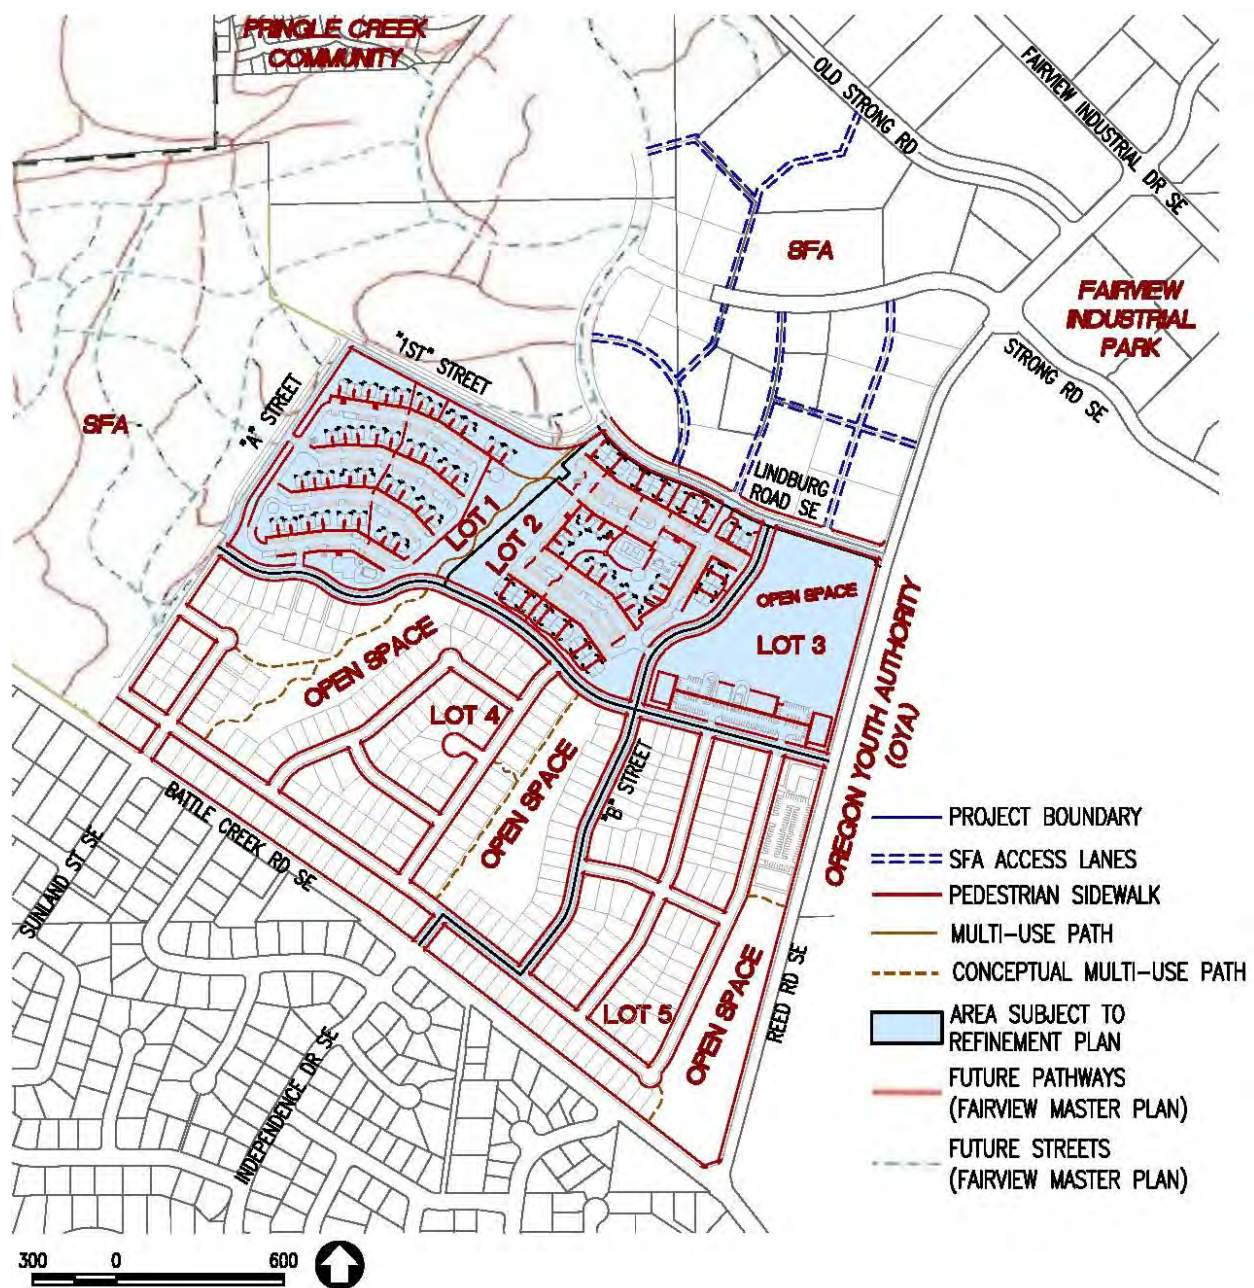 PRINGLE CREEK
COMMUNITY
OLD STRONG RD
FAIRVIEW INDUSTRIAL DR SE
SFA
FAIRVIEW
INDUSTRIAL
PARK
STRONG RD SE
"1ST" STREET
"A" STREET
SFA
LINDBURG
ROAD SE
LOT 1
LOT 2
OPEN SPACE
LOT 3
OPEN SPACE
LOT 4
OPEN SPACE
"B" STREET
OREGON YOUTH AUTHORITY
(OYA)
BATTLE CREEK RD SE
SUNLAND ST SE
INDEPENDENCE DR SE
LOT 5
OPEN SPACE
REED RD SE
PROJECT BOUNDARY
SFA ACCESS LANES
PEDESTRIAN SIDEWALK
MULTI-USE PATH
CONCEPTUAL MULTI-USE PATH
AREA SUBJECT TO
REFINEMENT PLAN
FUTURE PATHWAYS
(FAIRVIEW MASTER PLAN)
FUTURE STREETS
(FAIRVIEW MASTER PLAN)
300 0 600